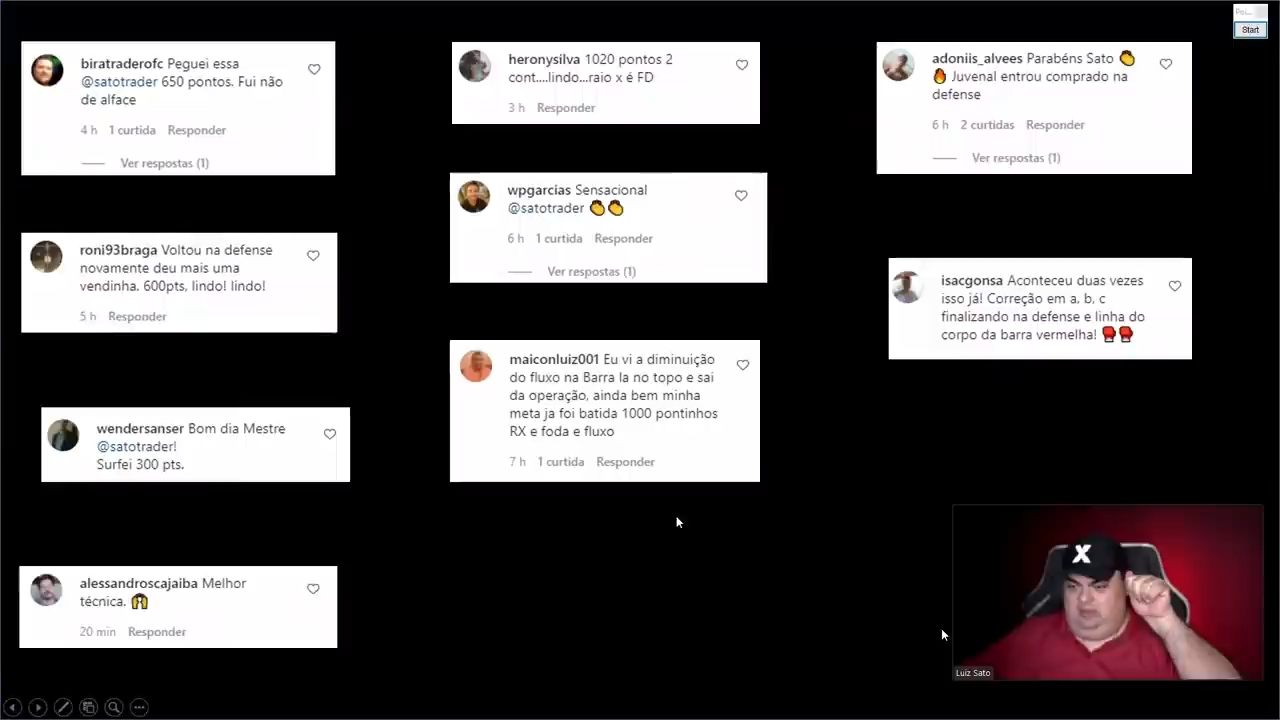 biratraderofc Peguei essa
@satotrader 650 pontos. Fui não
de alface
4 h 1 curtida Responder
Ver respostas (1)
roni93braga Voltou na defense
novamente deu mais uma
vendinha. 600pts, lindo! lindo!
5 h Responder
wendersanser Bom dia Mestre
@satotrader!
Surfei 300 pts.
alessandroscajaiba Melhor
técnica. 🙌
20 min Responder
heronysilva 1020 pontos 2
cont....lindo...raio x é FD
3 h Responder
wpgarcias Sensacional
@satotrader 👏👏
6 h 1 curtida Responder
Ver respostas (1)
maiconluiz001 Eu vi a diminuição
do fluxo na Barra la no topo e sai
da operação, ainda bem minha
meta ja foi batida 1000 pontinhos
RX e foda e fluxo
7 h 1 curtida Responder
adoniis_alvees Parabéns Sato 👏
🔥 Juvenal entrou comprado na
defense
6 h 2 curtidas Responder
Ver respostas (1)
isacgonsa Aconteceu duas vezes
isso já! Correção em a, b, c
finalizando na defense e linha do
corpo da barra vermelha! 🥊🥊
Start
X
Luiz Sato